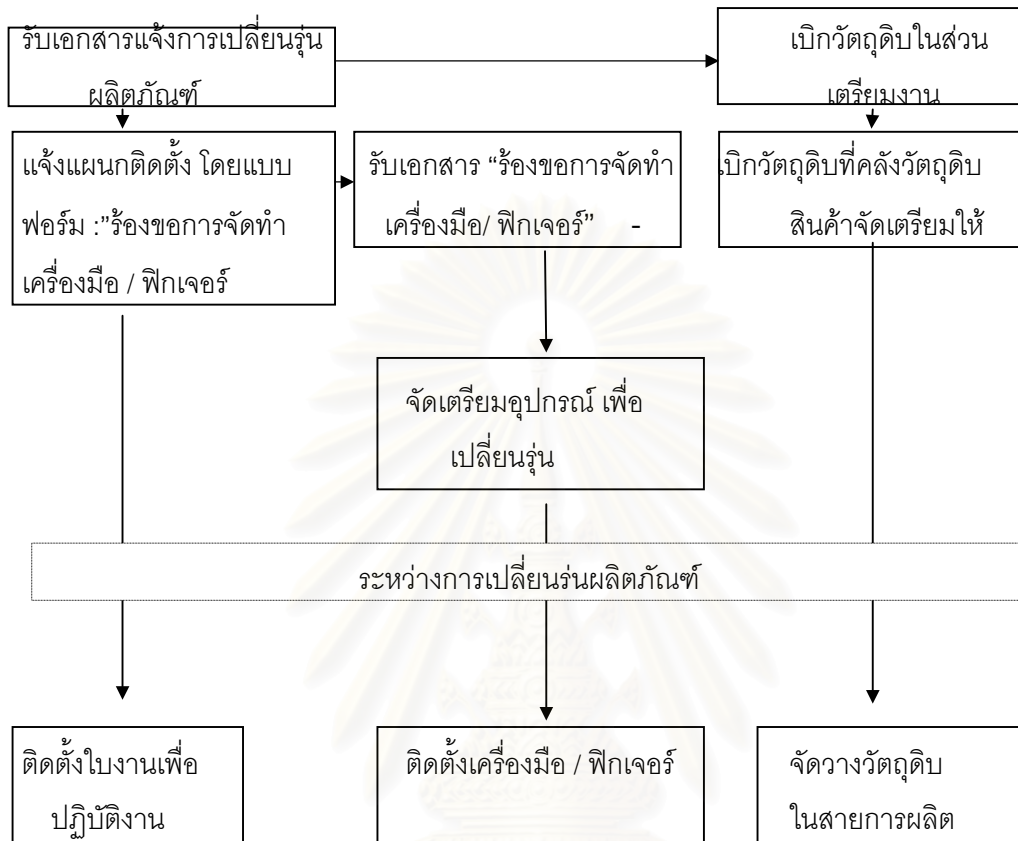 รับเอกสารแจ้งการเปลี่ยนรุ่น
ผลิตภัณฑ์
เบิกวัตถุดิบในส่วน
เตรียมงาน
แจ้งแผนกติดตั้ง โดยแบบ
ฟอร์ม :”ร้องขอการจัดทำ
เครื่องมือ / ฟิกเจอร์
รับเอกสาร “ร้องขอการจัดทำ
เครื่องมือ/ ฟิกเจอร์” -
เบิกวัตถุดิบที่คลังวัตถุดิบ
สินค้าจัดเตรียมให้
จัดเตรียมอุปกรณ์ เพื่อ
เปลี่ยนรุ่น
ระหว่างการเปลี่ยนร่นผลิตภัณฑ์
ติดตั้งใบงานเพื่อ
ปฏิบัติงาน
ติดตั้งเครื่องมือ / ฟิกเจอร์
จัดวางวัตถุดิบ
ในสายการผลิต